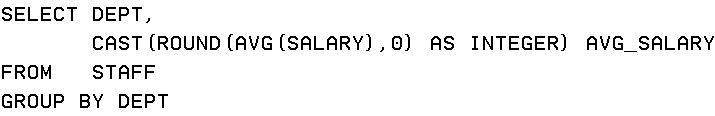 SELECT DEPT,
       CAST(ROUND(AVG(SALARY),0) AS INTEGER) AVG_SALARY
FROM   STAFF
GROUP BY DEPT